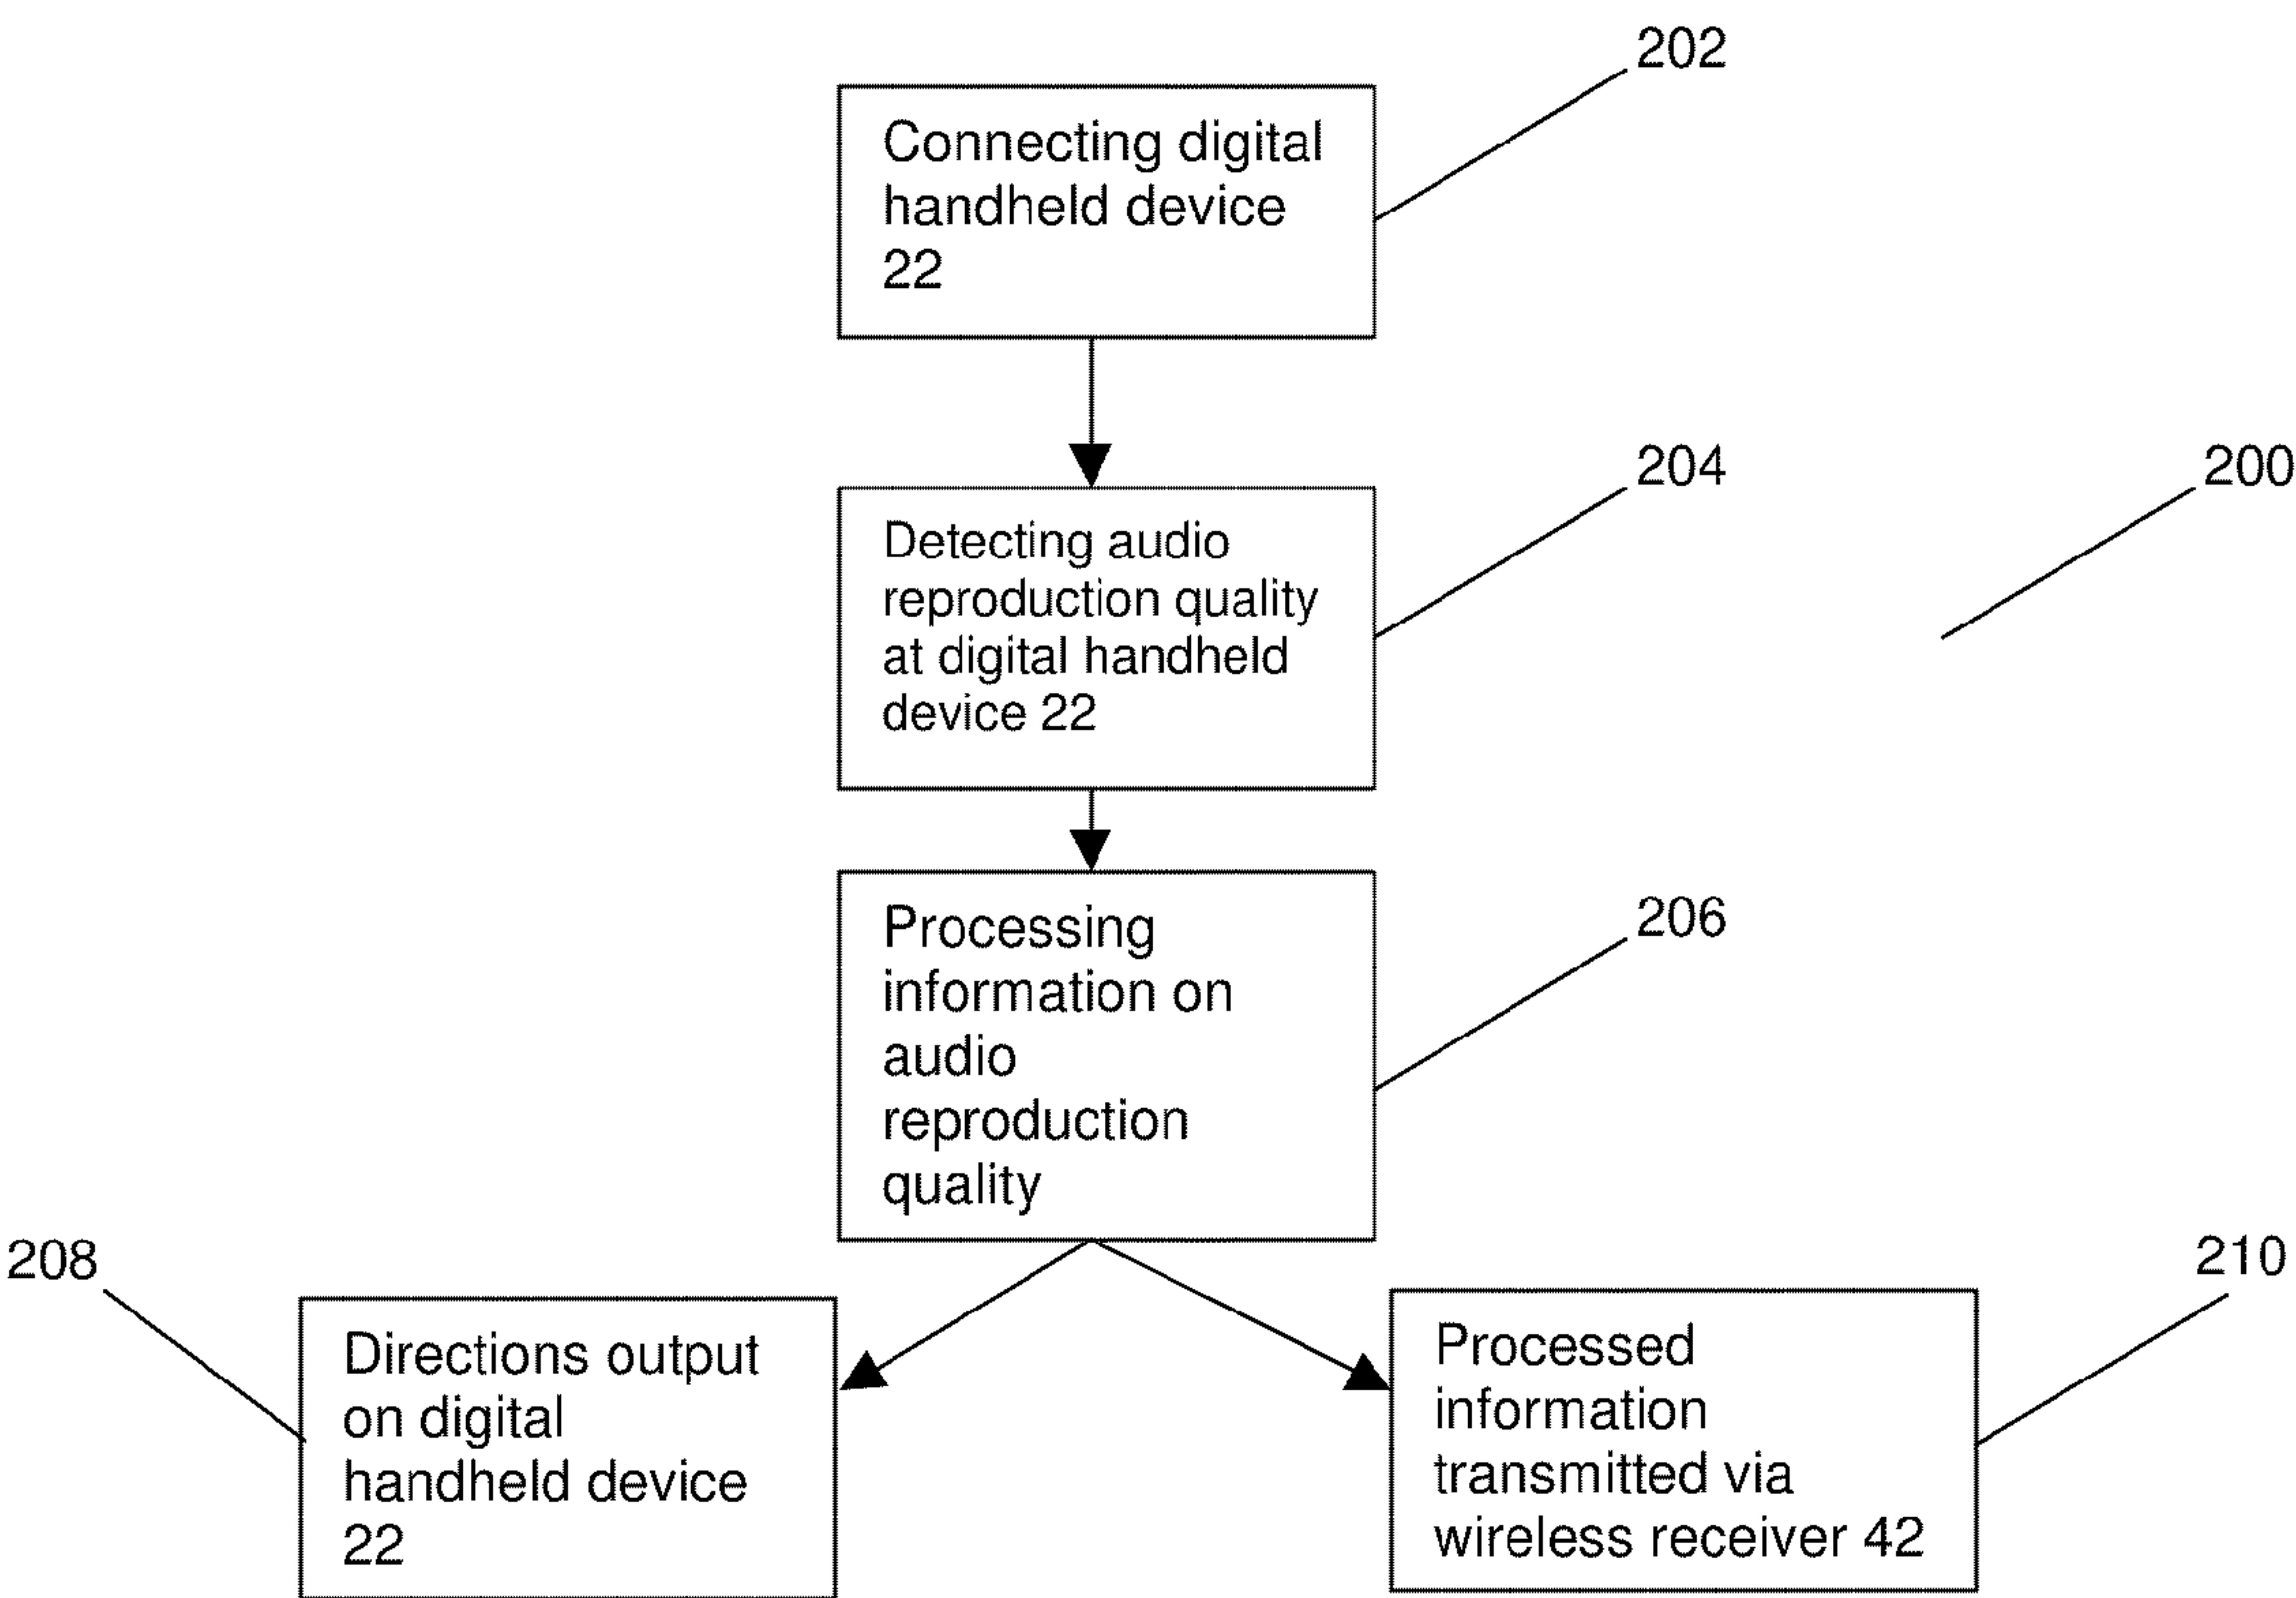 202
Connecting digital
handheld device
22
204
200
Detecting audio
reproduction quality
at digital handheld
device 22
206
Processing
information on
audio
reproduction
quality
208
Directions output
on digital
handheld device
22
210
Processed
information
transmitted via
wireless receiver 42